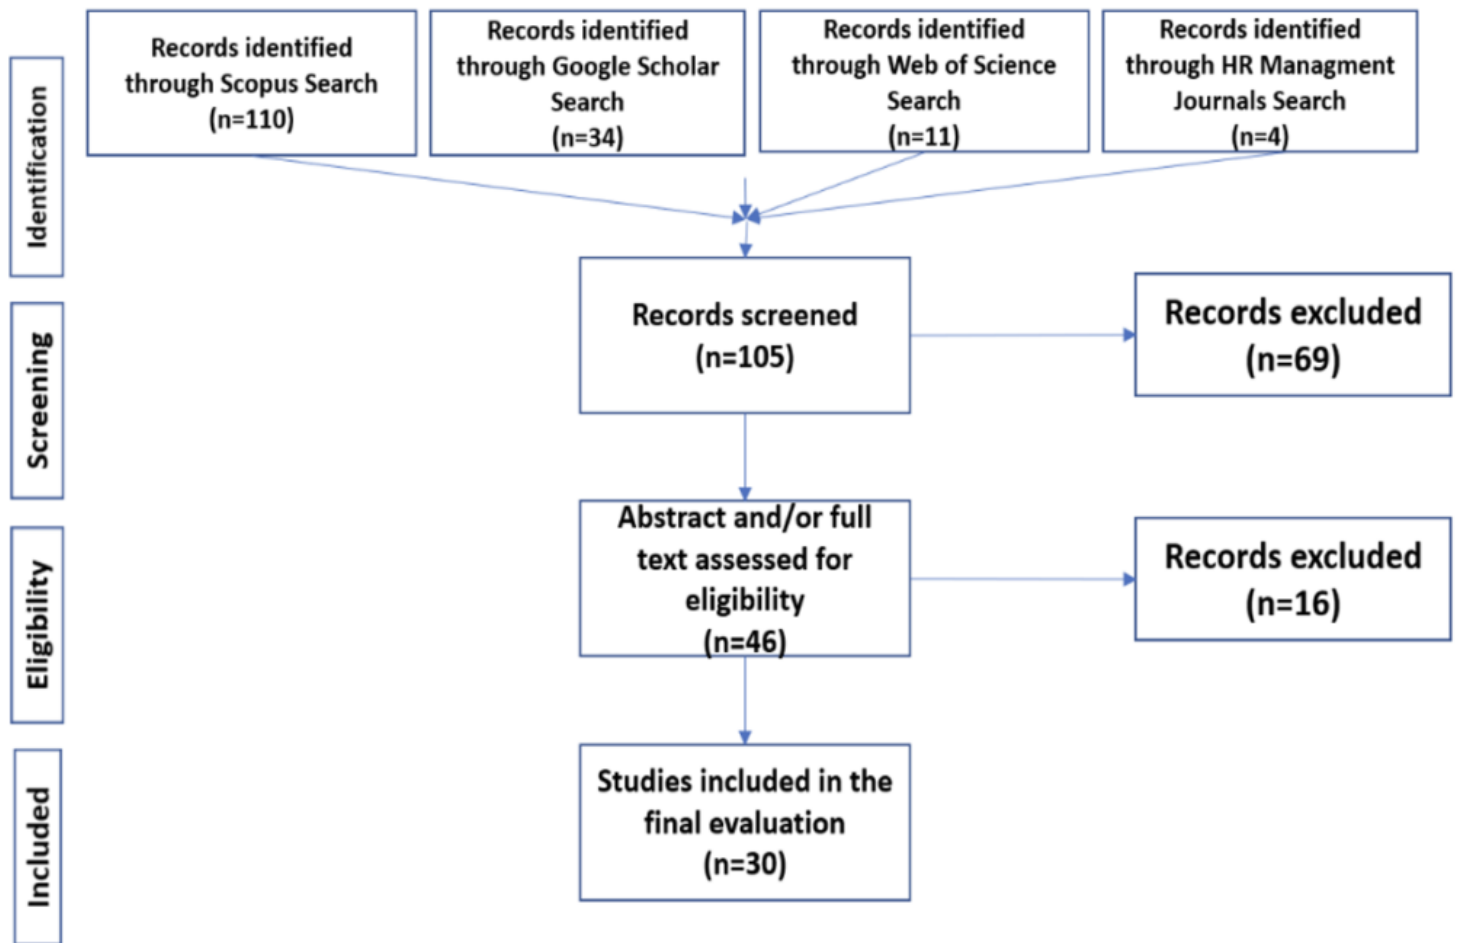 Identification
Records identified
through Scopus Search
(n=110)
Records identified
through Google Scholar
Search
(n=34)
Records identified
through Web of Science
Search
(n=11)
Records identified
through HR Managment
Journals Search
(n=4)
Screening
Records screened
(n=105)
Records excluded
(n=69)
Eligibility
Abstract and/or full
text assessed for
eligibility
(n=46)
Records excluded
(n=16)
Included
Studies included in the
final evaluation
(n=30)